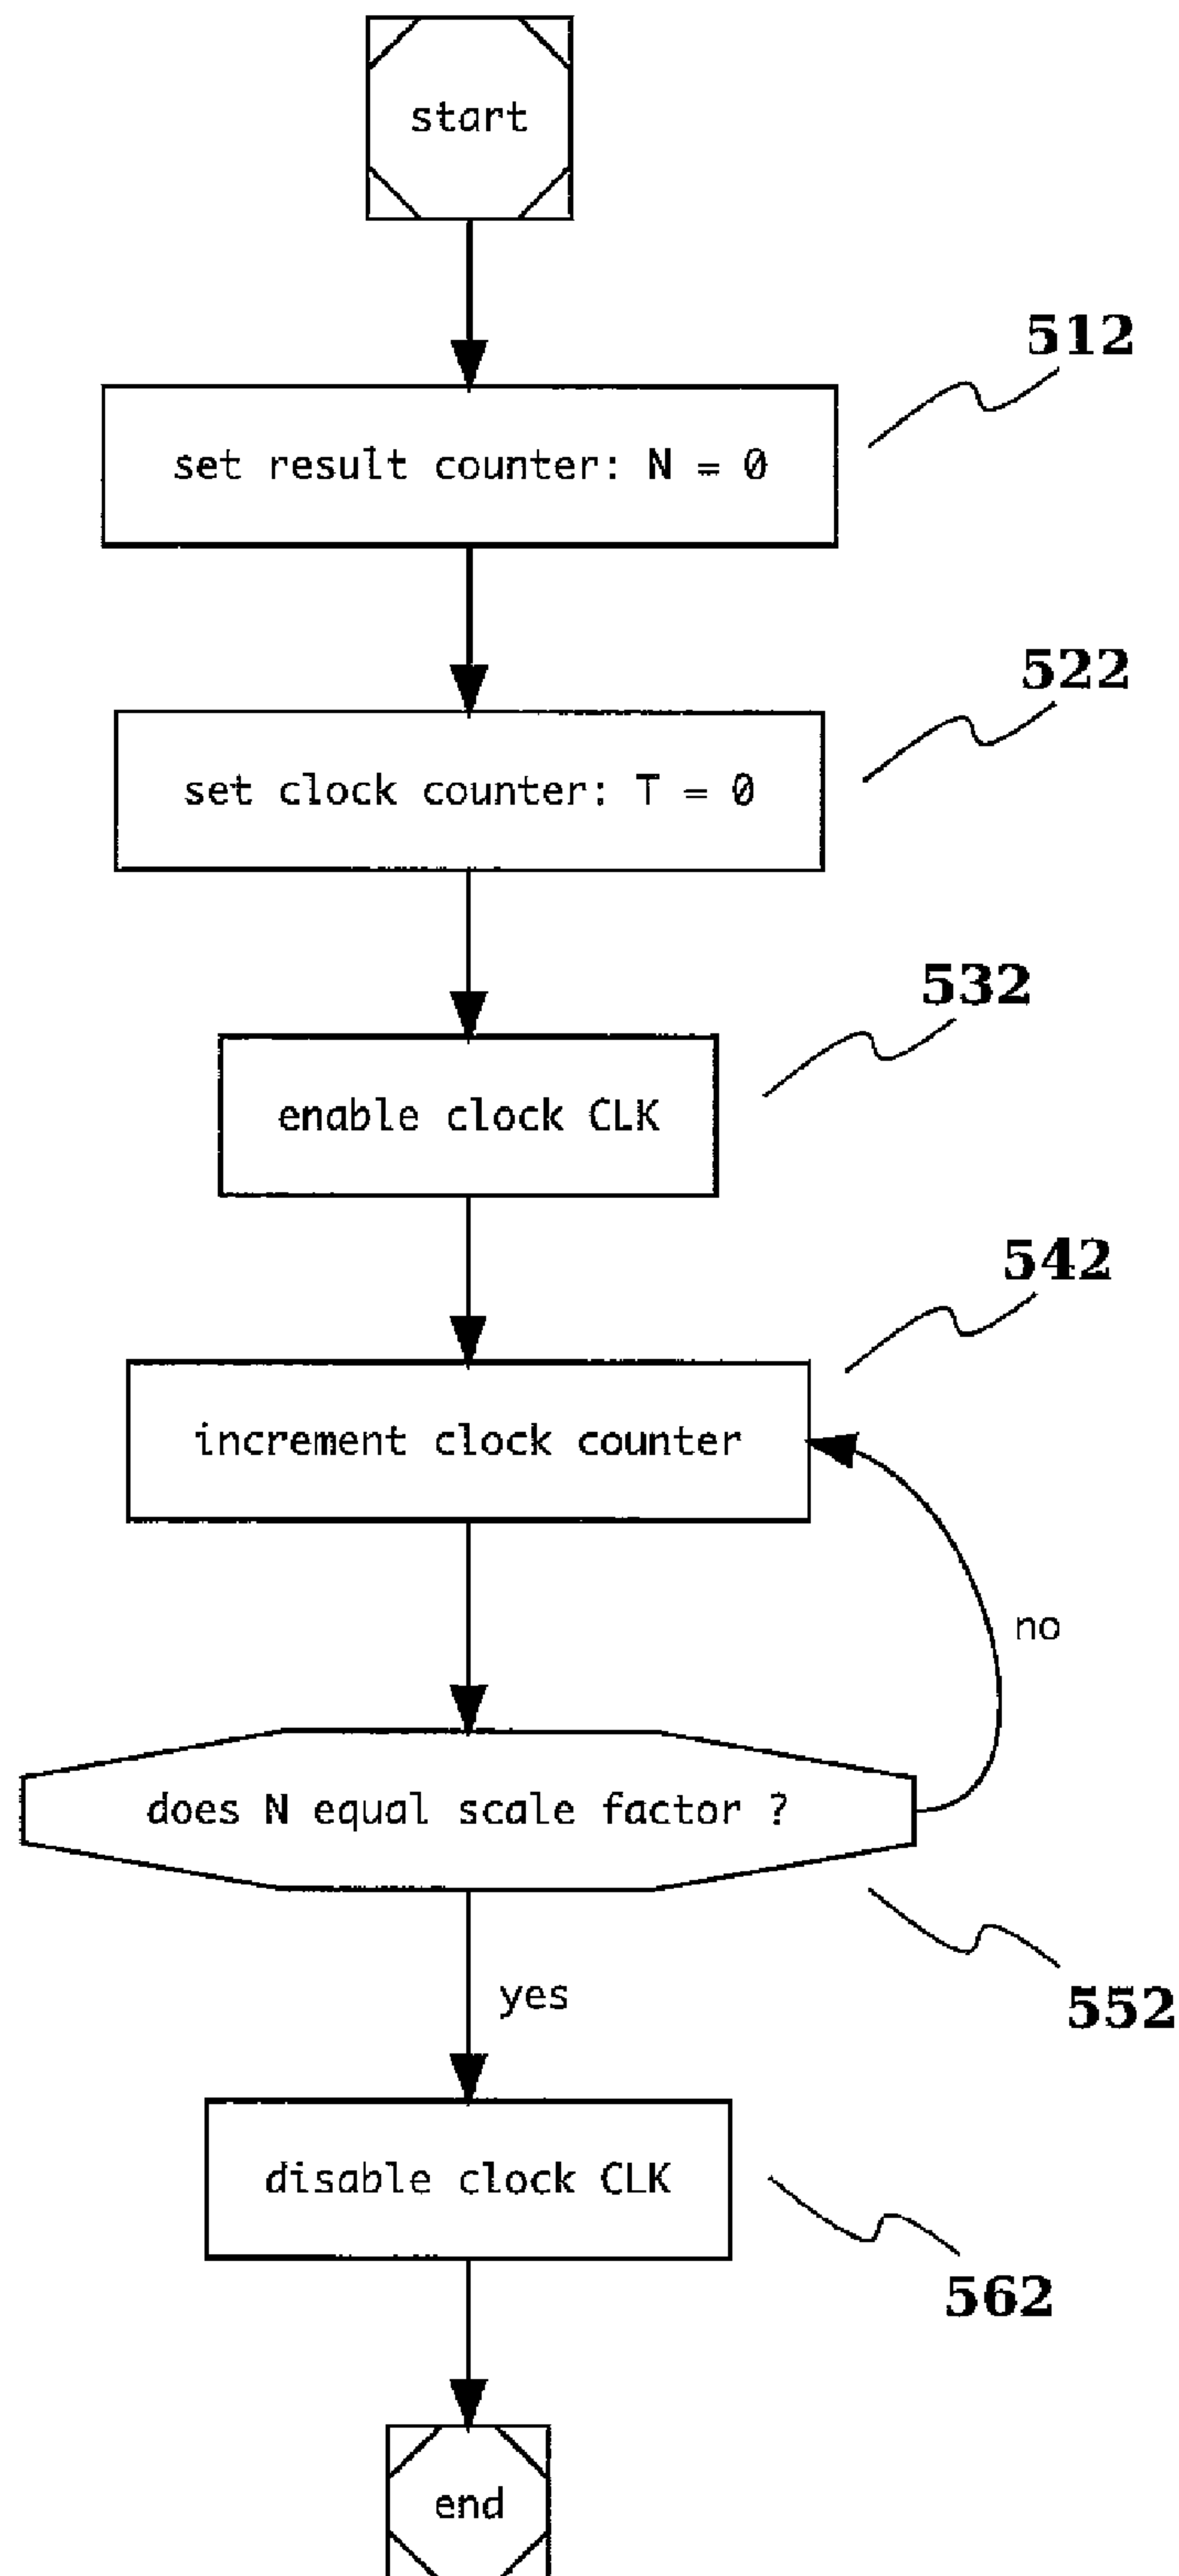 start
512
set result counter: N = 0
522
set clock counter: T = 0
532
enable clock CLK
542
increment clock counter
no
does N equal scale factor ?
552
yes
disable clock CLK
562
end